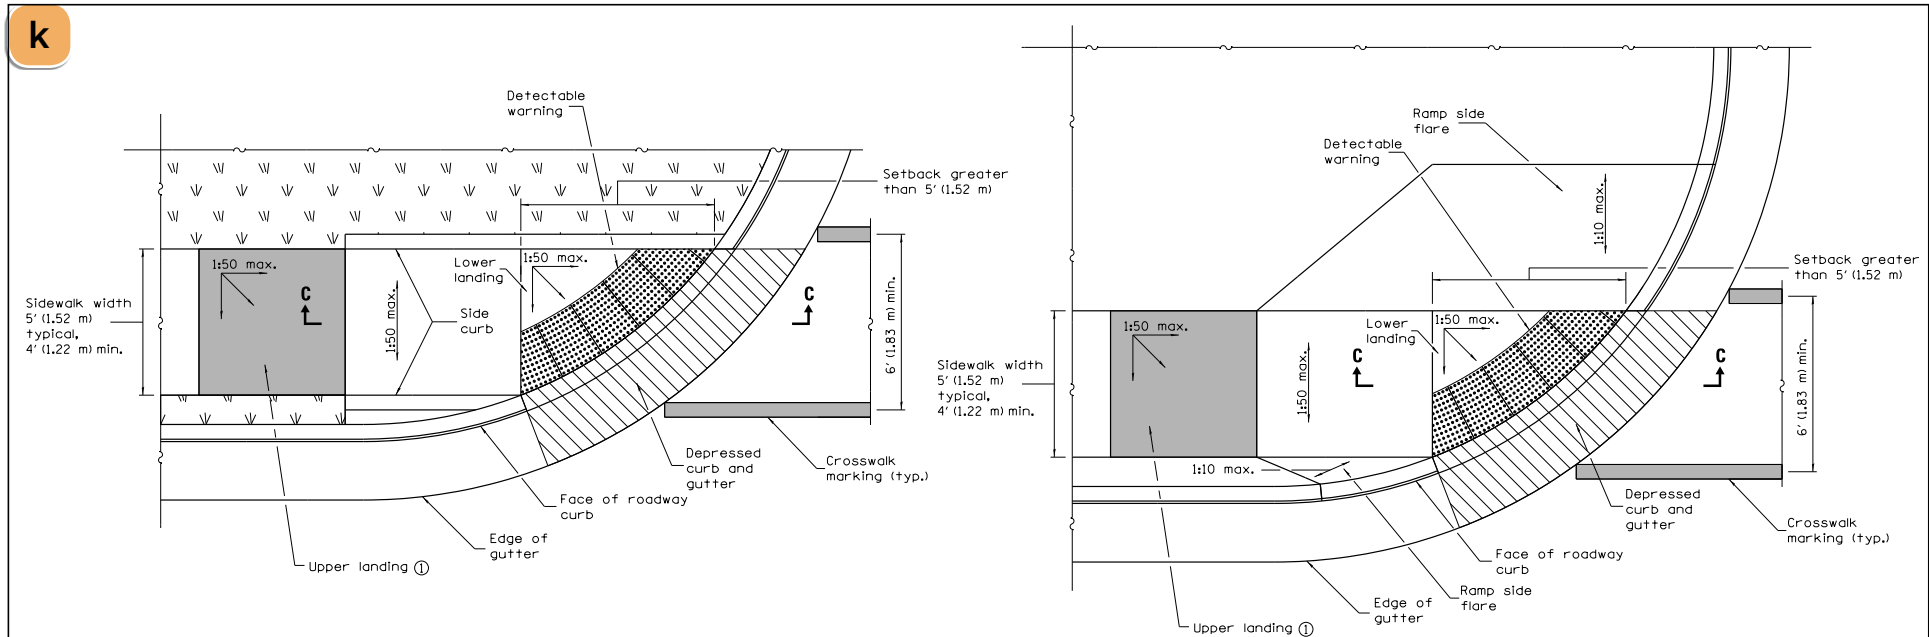 k
Detectable
warning
Setback greater
than 5' (1.52 m)
1:50 max.
Lower
landing
1:50 max.
C
C
Sidewalk width
5' (1.52 m)
typical,
4' (1.22 m) min.
1:50 max.
Side
curb
6' (1.83 m) min.
Depressed
curb and
gutter
Crosswalk
marking (typ.)
Face of roadway
curb
Edge of
gutter
Upper landing ①
Ramp side
flare
Detectable
warning
1:10 max.
Setback greater
than 5' (1.52 m)
1:50 max.
Lower
landing
1:50 max.
C
C
Sidewalk width
5' (1.52 m)
typical,
4' (1.22 m) min.
1:50 max.
6' (1.83 m) min.
1:10 max.
Depressed
curb and
gutter
Crosswalk
marking (typ.)
Face of roadway
curb
Ramp side
flare
Edge of
gutter
Upper landing ①